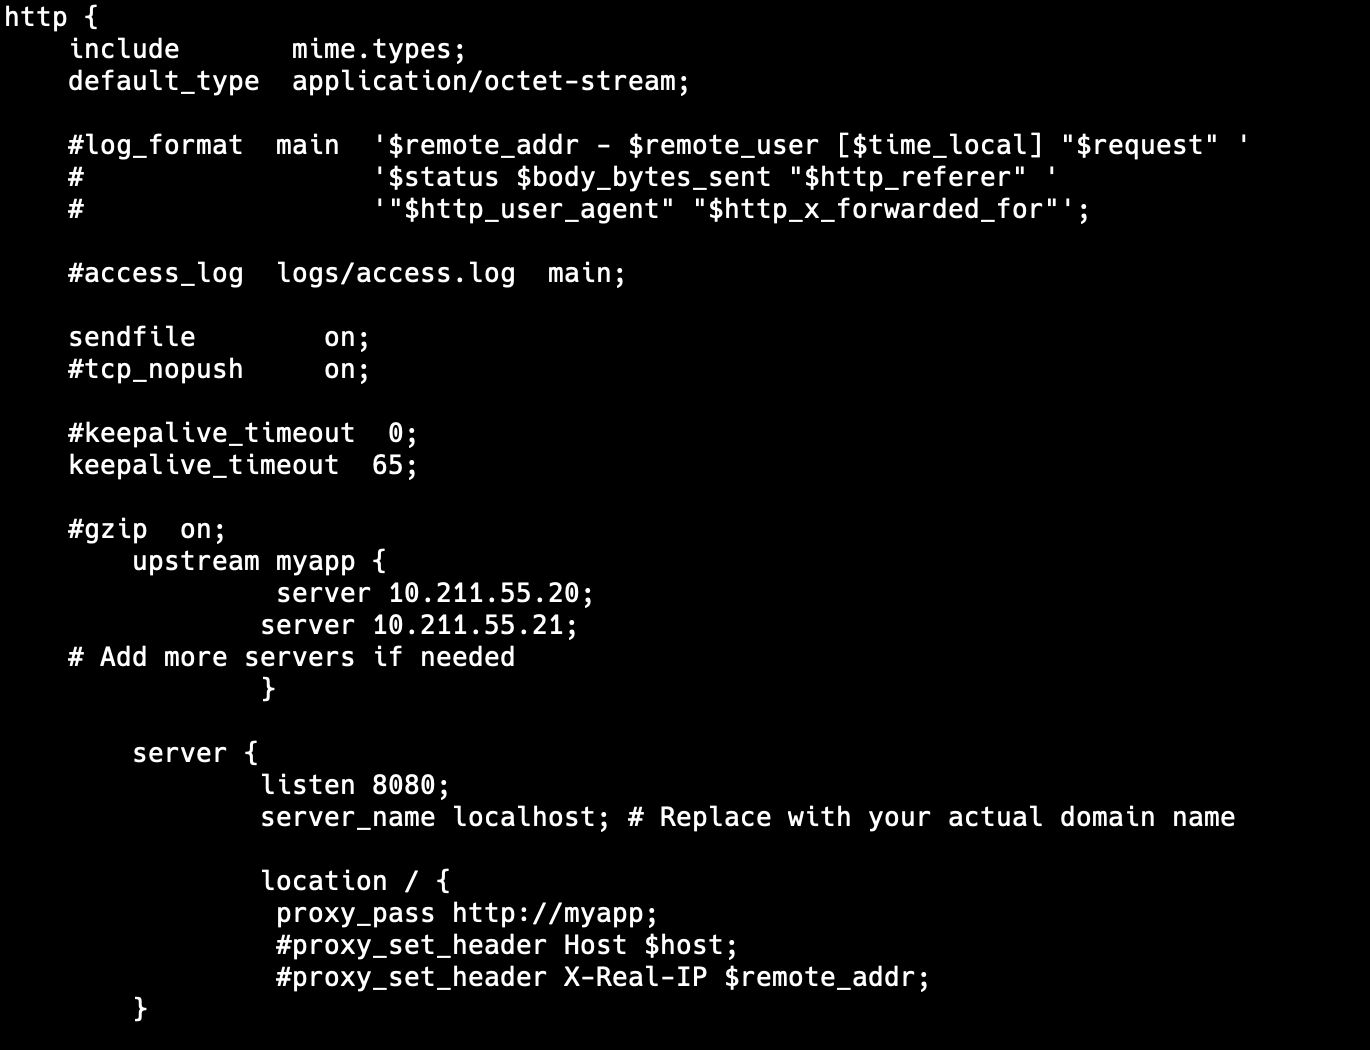 http {
    include       mime.types;
    default_type  application/octet-stream;

    #log_format  main  '$remote_addr - $remote_user [$time_local] "$request" '
    #                  '$status $body_bytes_sent "$http_referer" '
    #                  '"$http_user_agent" "$http_x_forwarded_for"';

    #access_log  logs/access.log  main;

    sendfile        on;
    #tcp_nopush     on;

    #keepalive_timeout  0;
    keepalive_timeout  65;

    #gzip  on;
        upstream myapp {
                 server 10.211.55.20;
                server 10.211.55.21;
    # Add more servers if needed
                }

        server {
                listen 8080;
                server_name localhost; # Replace with your actual domain name

                location / {
                 proxy_pass http://myapp;
                 #proxy_set_header Host $host;
                 #proxy_set_header X-Real-IP $remote_addr;
        }